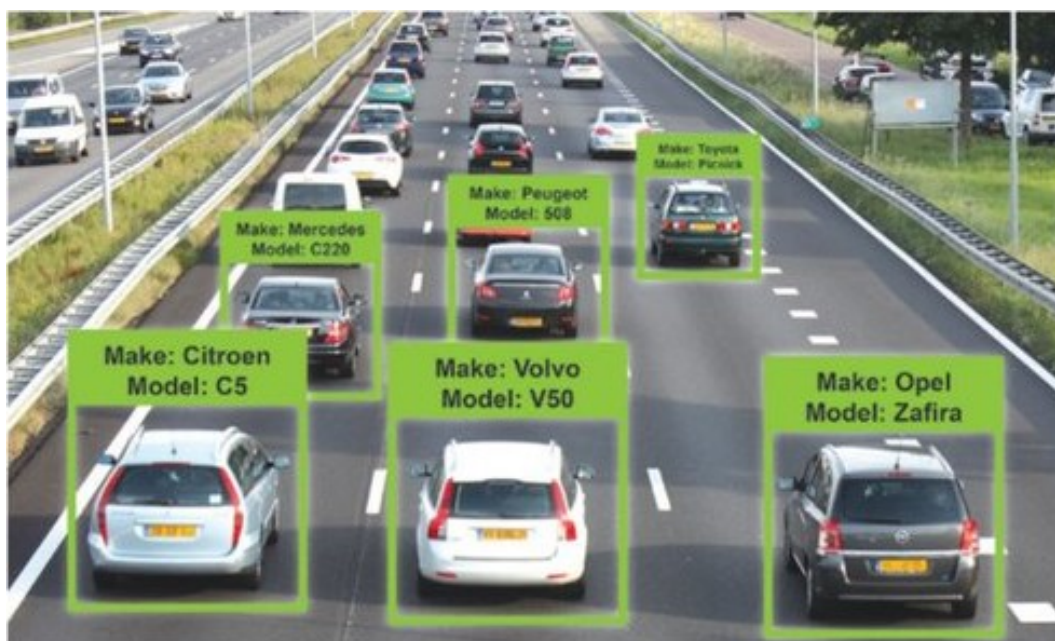 Make: Toyota
Model: Picnick
Make: Peugeot
Model: 508
Make: Mercedes
Model: C220
Make: Citroen
Model: C5
Make: Volvo
Model: V50
Make: Opel
Model: Zafira